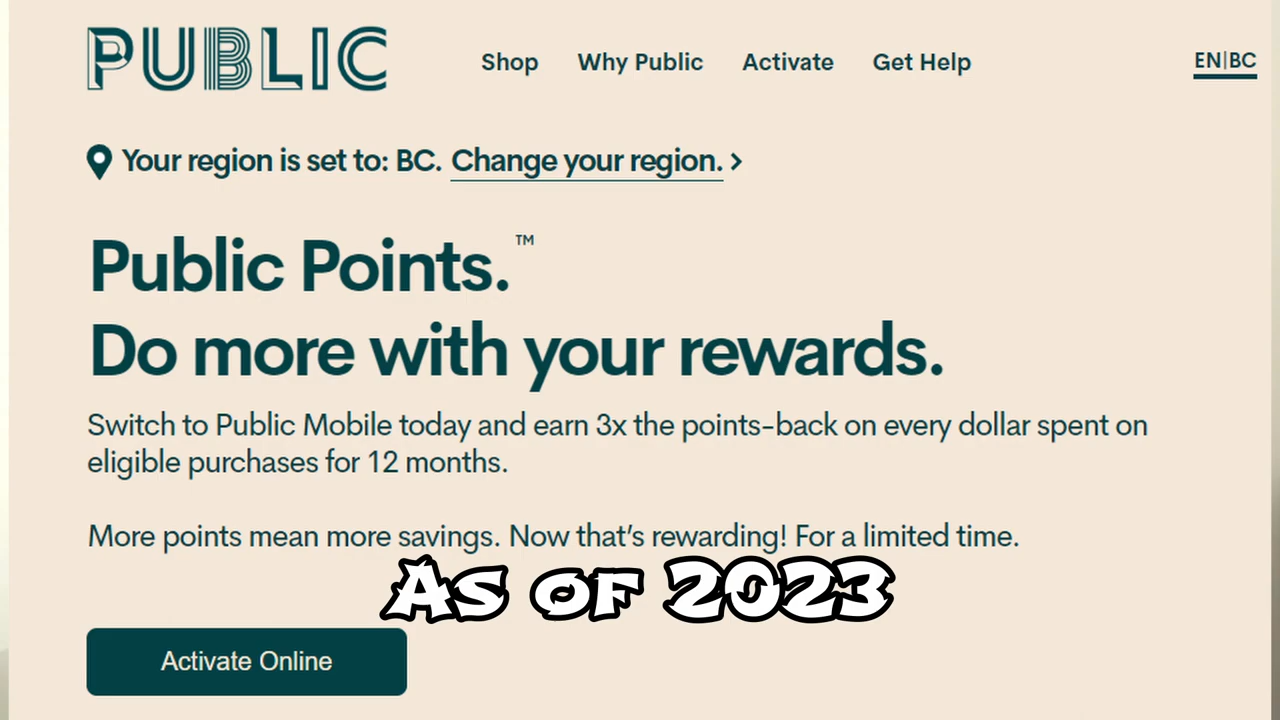 PUBLIC
Shop Why Public Activate Get Help EN|BC
Your region is set to: BC. Change your region. >
Public Points.™
Do more with your rewards.
Switch to Public Mobile today and earn 3x the points-back on every dollar spent on
eligible purchases for 12 months.
More points mean more savings. Now that's rewarding! For a limited time.
As of 2023
Activate Online